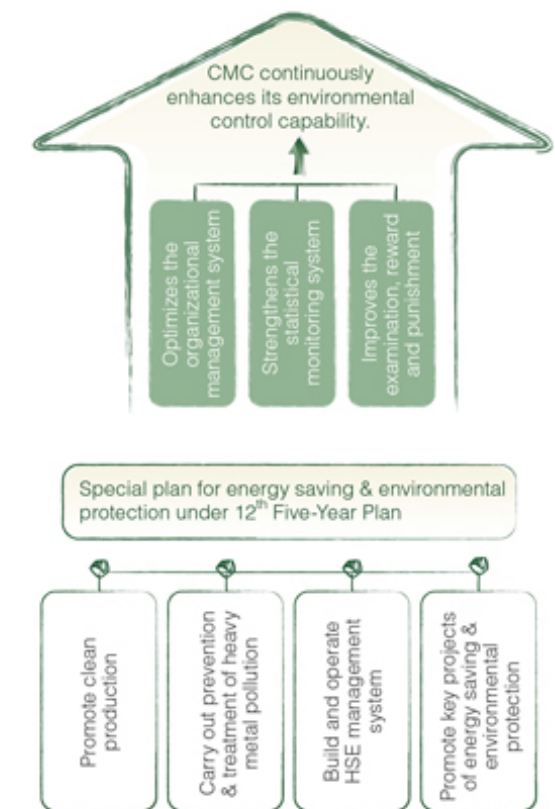 CMC continuously
enhances its environmental
control capability.
Optimizes the
organizational
management system
Strengthens the
statistical
monitoring system
Improves the
examination, reward
and punishment
Special plan for energy saving & environmental
protection under 12th Five-Year Plan
Promote clean
production
Carry out prevention
& treatment of heavy
metal pollution
Build and operate
HSE management
system
Promote key projects
of energy saving &
environmental
protection